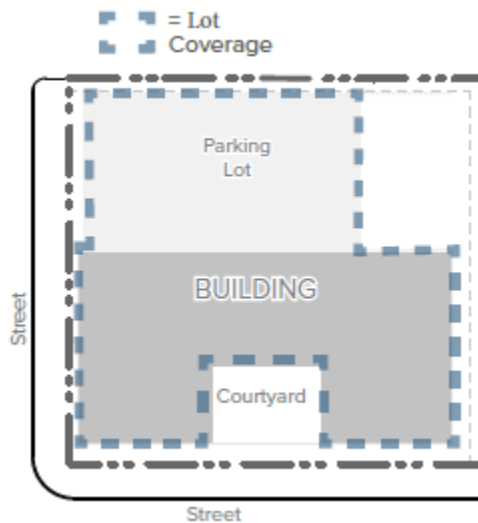 = Lot
Coverage
Parking
Lot
BUILDING
Courtyard
Street
Street